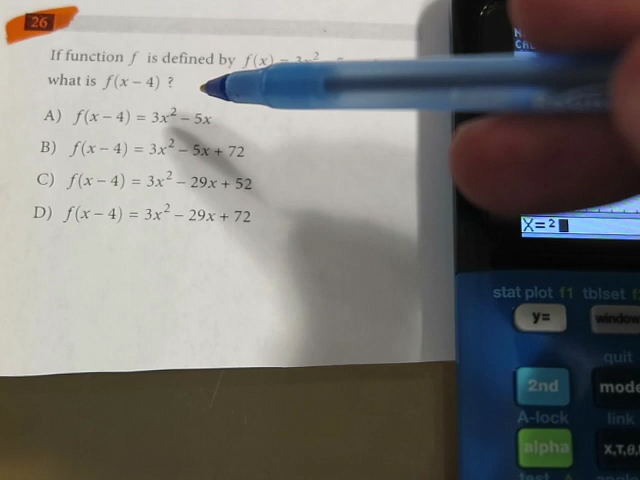 26
If function f is defined by f(x) = 3x²
what is f(x – 4) ?
A) f(x – 4) = 3x² – 5x
B) f(x – 4) = 3x² – 5x + 72
C) f(x – 4) = 3x² – 29x + 52
D) f(x – 4) = 3x² – 29x + 72
X=2
stat plot f1 tblset
y= window
quit
2nd mode
A-lock link
alpha X,T,θ,